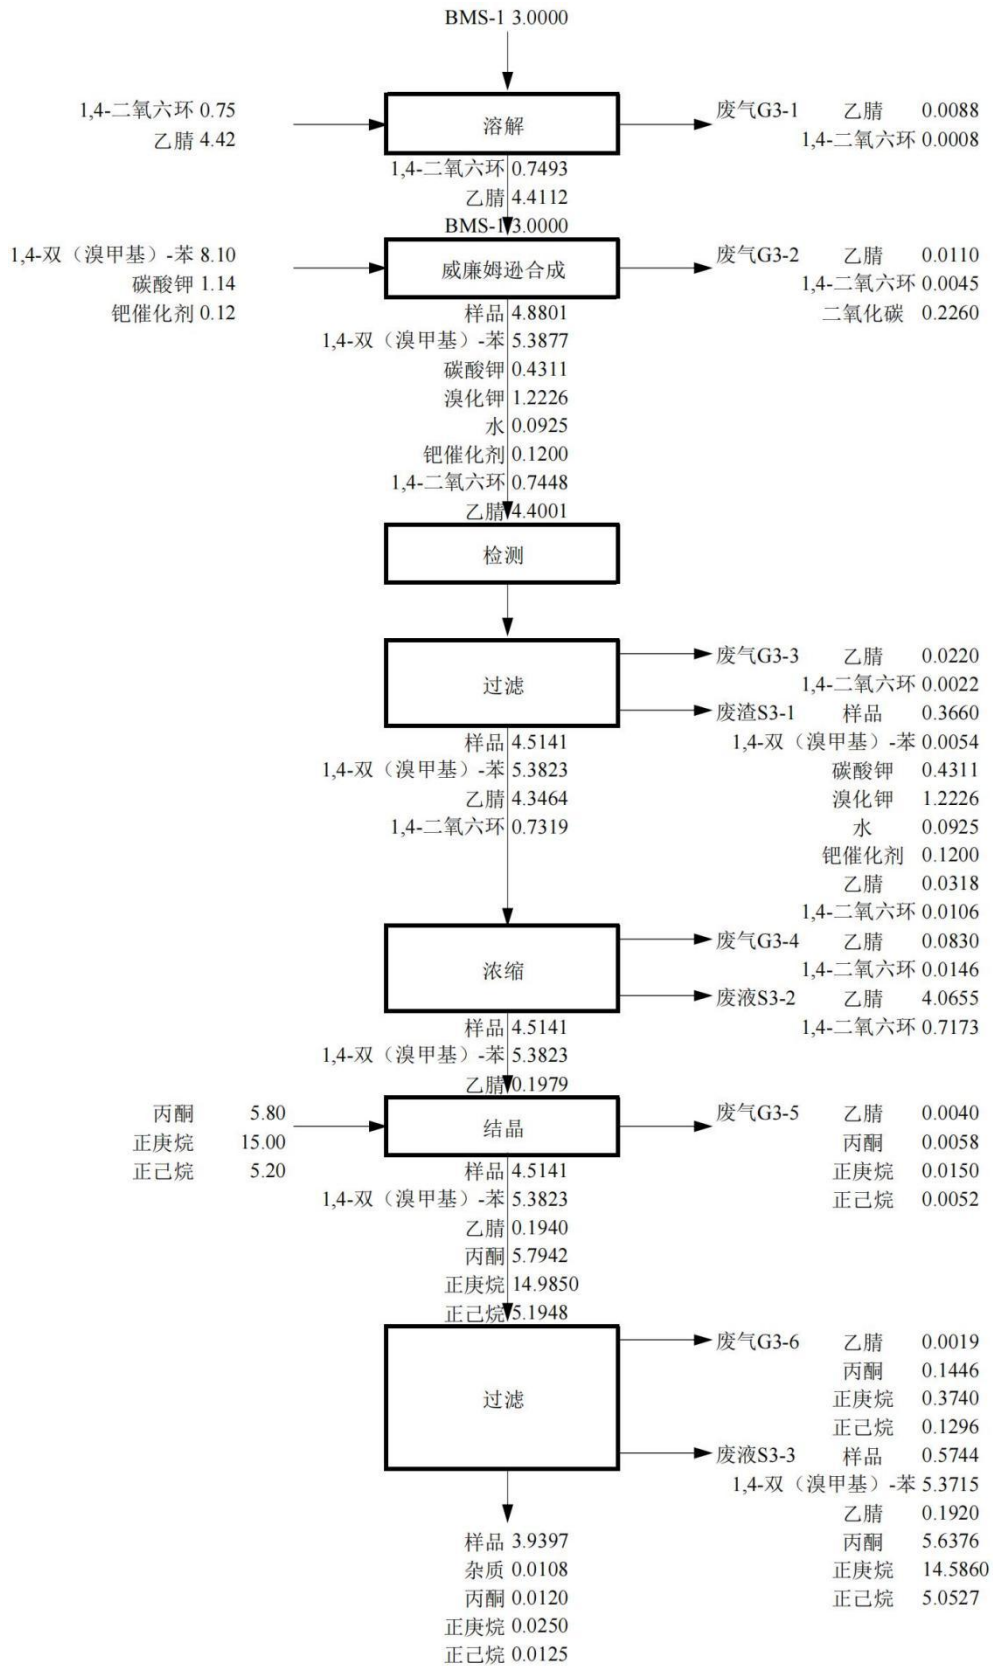 BMS-1 3.0000
1,4-二氧六环 0.75
乙腈 4.42
溶解
废气G3-1 乙腈 0.0088
1,4-二氧六环 0.0008
1,4-二氧六环 0.7493
乙腈 4.4112
BMS-1 3.0000
1,4-双（溴甲基）-苯 8.10
碳酸钾 1.14
钯催化剂 0.12
威廉姆逊合成
废气G3-2 乙腈 0.0110
1,4-二氧六环 0.0045
二氧化碳 0.2260
样品 4.8801
1,4-双（溴甲基）-苯 5.3877
碳酸钾 0.4311
溴化钾 1.2226
水 0.0925
钯催化剂 0.1200
1,4-二氧六环 0.7448
乙腈 4.4001
检测
过滤
废气G3-3 乙腈 0.0220
1,4-二氧六环 0.0022
废渣S3-1 样品 0.3660
1,4-双（溴甲基）-苯 0.0054
碳酸钾 0.4311
溴化钾 1.2226
水 0.0925
钯催化剂 0.1200
乙腈 0.0318
1,4-二氧六环 0.0106
样品 4.5141
1,4-双（溴甲基）-苯 5.3823
乙腈 4.3464
1,4-二氧六环 0.7319
浓缩
废气G3-4 乙腈 0.0830
1,4-二氧六环 0.0146
废液S3-2 乙腈 4.0655
1,4-二氧六环 0.7173
样品 4.5141
1,4-双（溴甲基）-苯 5.3823
乙腈 0.1979
丙酮 5.80
正庚烷 15.00
正己烷 5.20
结晶
废气G3-5 乙腈 0.0040
丙酮 0.0058
正庚烷 0.0150
正己烷 0.0052
样品 4.5141
1,4-双（溴甲基）-苯 5.3823
乙腈 0.1940
丙酮 5.7942
正庚烷 14.9850
正己烷 5.1948
过滤
废气G3-6 乙腈 0.0019
丙酮 0.1446
正庚烷 0.3740
正己烷 0.1296
废液S3-3 样品 0.5744
1,4-双（溴甲基）-苯 5.3715
乙腈 0.1920
丙酮 5.6376
正庚烷 14.5860
正己烷 5.0527
样品 3.9397
杂质 0.0108
丙酮 0.0120
正庚烷 0.0250
正己烷 0.0125